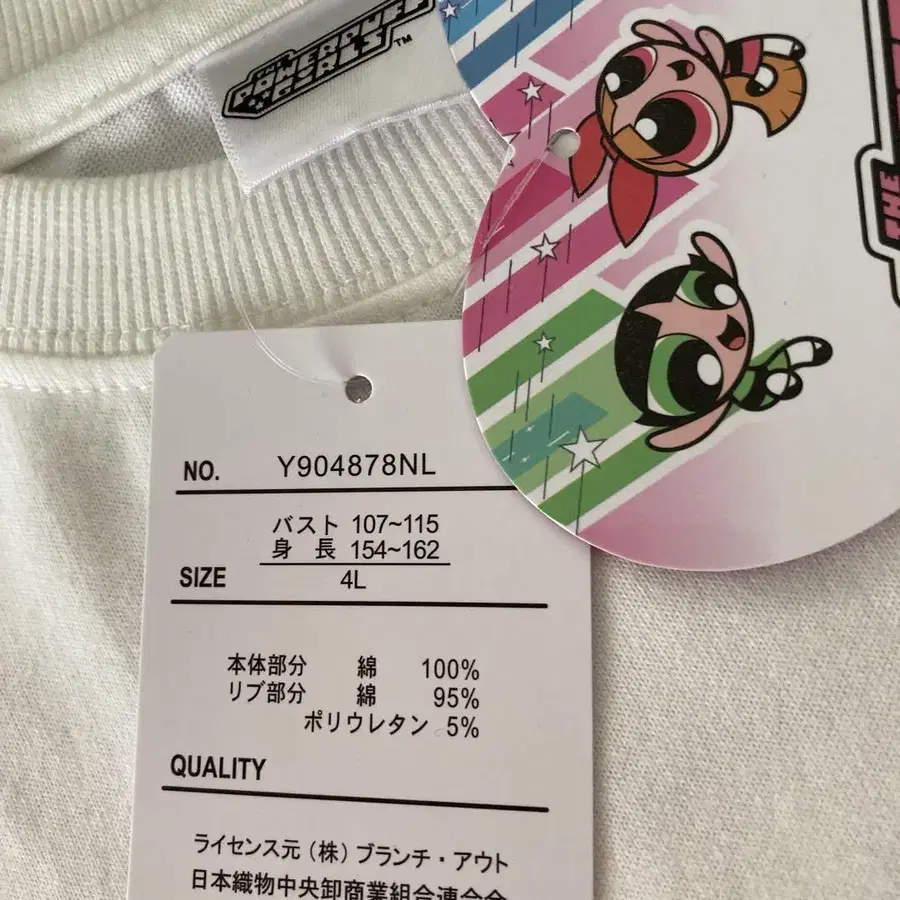 THE
POWERPUFF
GIRLS™
THE
NO. Y904878NL
バスト 107~115
身 長 154~162
SIZE 4L
本体部分 綿 100%
リブ部分 綿 95%
ポリウレタン 5%
QUALITY
ライセンス元 (株) ブランチ・アウト
日本織物中央卸商業組合連合会